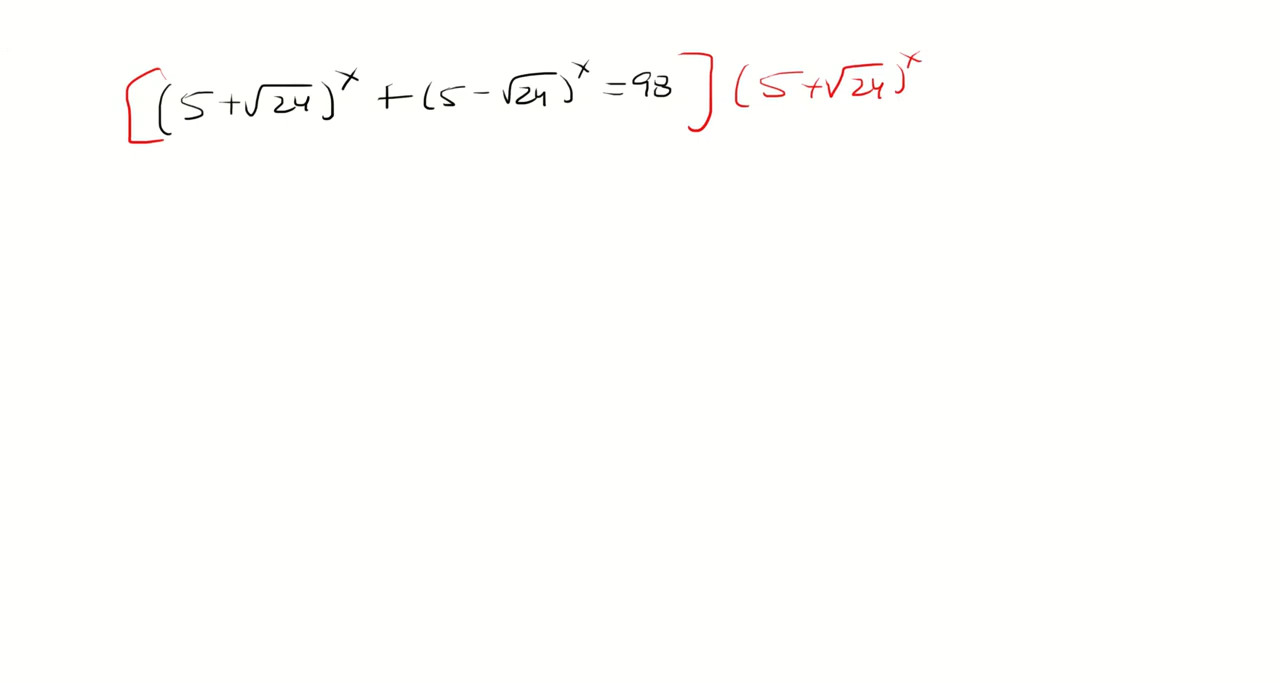 [(5+√24)^x + (5-√24)^x = 98] (5+√24)^x